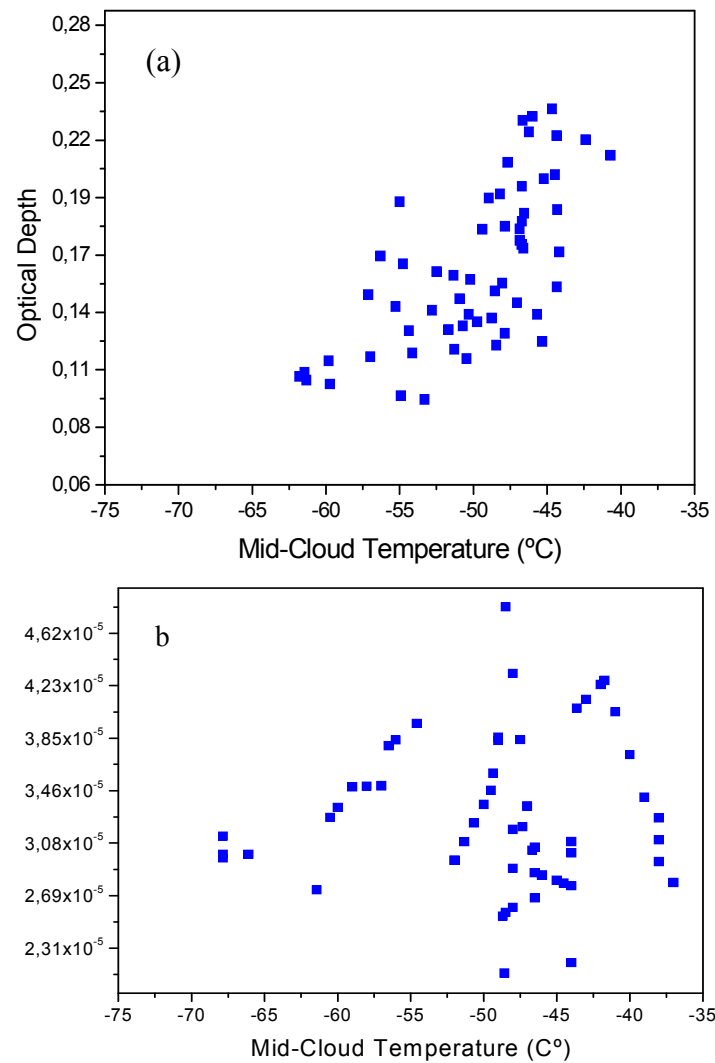 (a)
0,28
0,25
0,22
0,19
0,17
0,14
0,11
0,08
0,06
Optical Depth
-75 -70 -65 -60 -55 -50 -45 -40 -35
Mid-Cloud Temperature (ºC)
b
4,62x10⁻⁵
4,23x10⁻⁵
3,85x10⁻⁵
3,46x10⁻⁵
3,08x10⁻⁵
2,69x10⁻⁵
2,31x10⁻⁵
-75 -70 -65 -60 -55 -50 -45 -40 -35
Mid-Cloud Temperature (Cº)